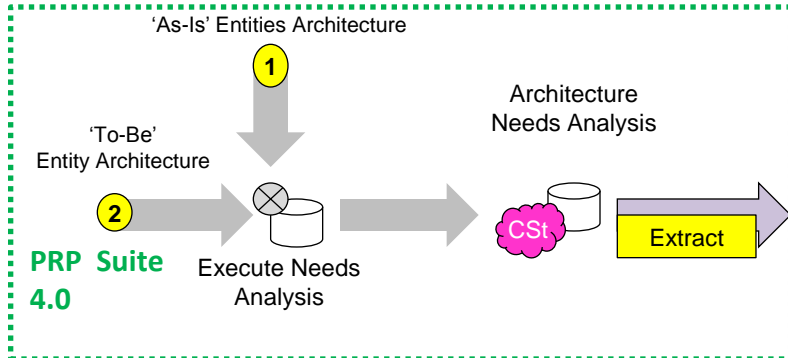 ‘As-Is’ Entities Architecture
1
Architecture
Needs Analysis
‘To-Be’
Entity Architecture
2
CSt
Extract
PRP Suite
4.0
Execute Needs
Analysis